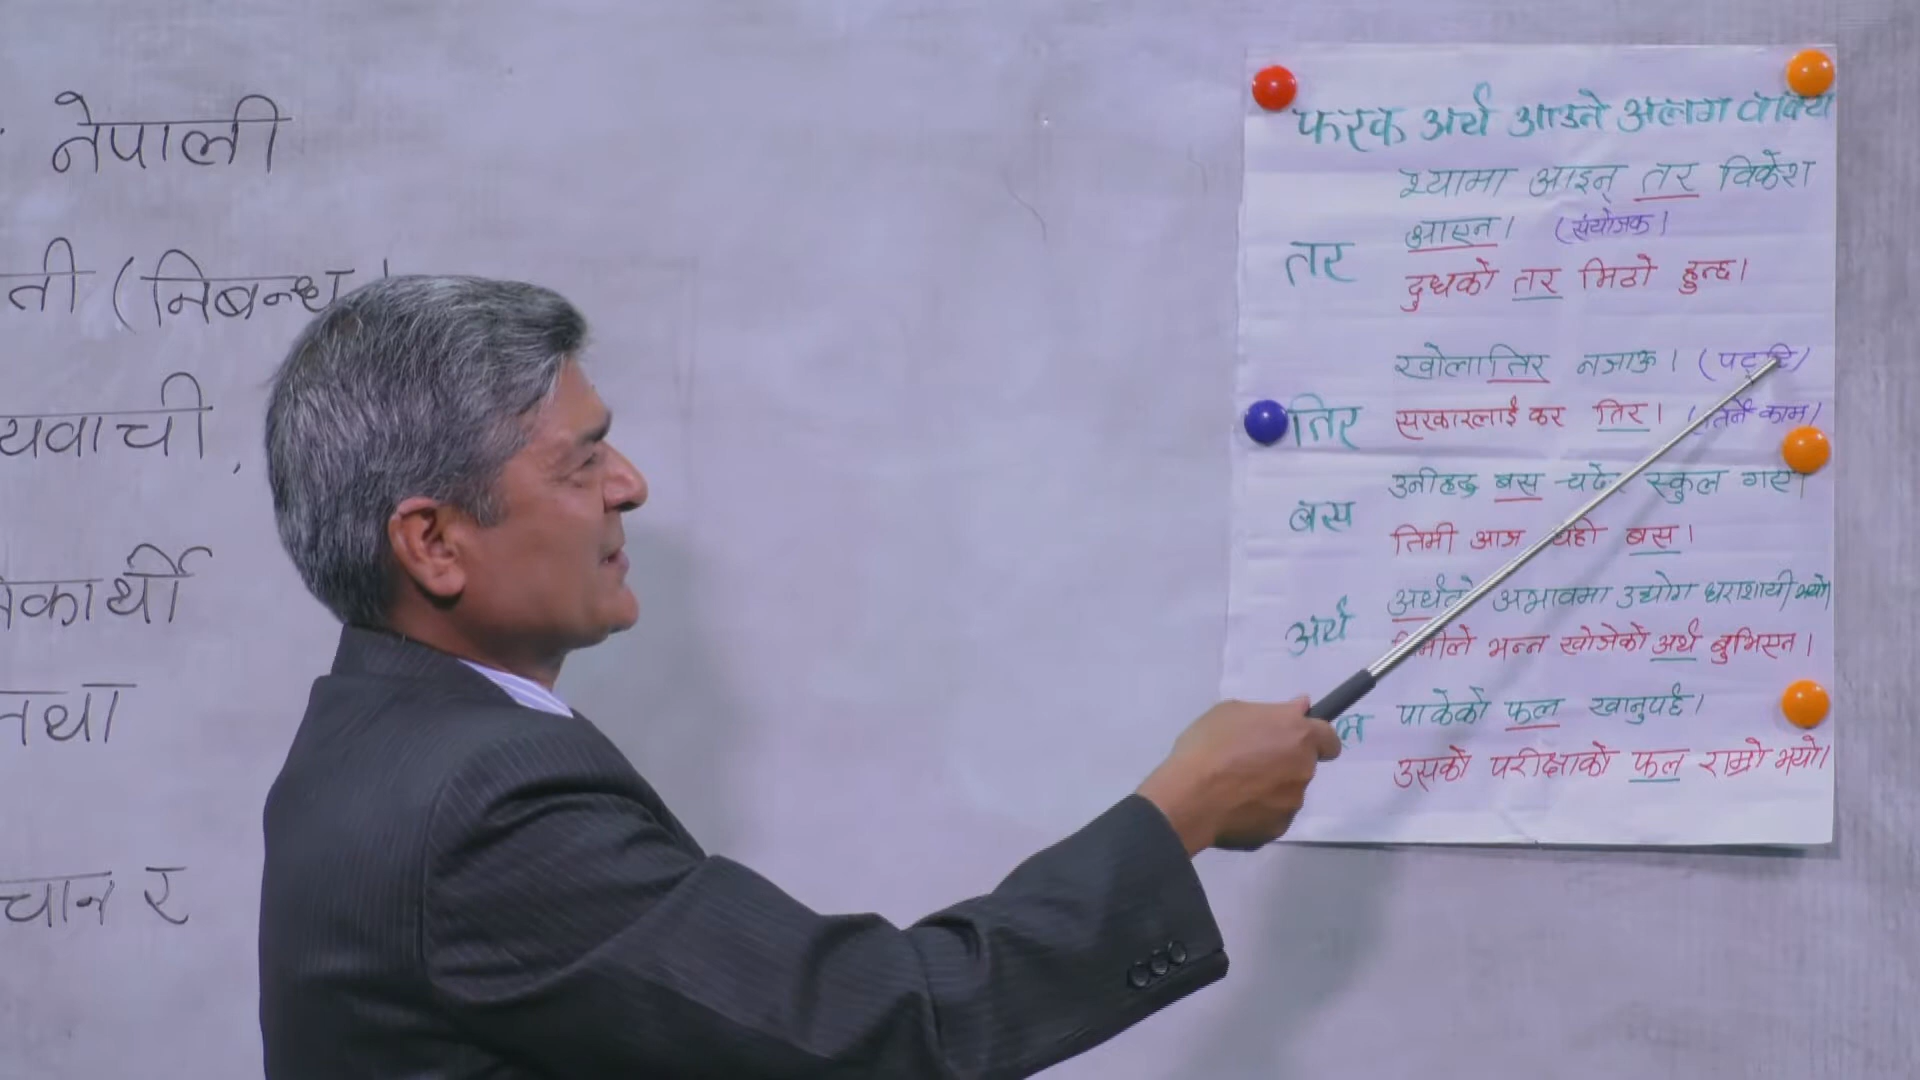 नेपाली
ती (निबन्ध
यवाची,
कार्थी
तथा
चान र
फरक अर्थ आउने अलग वाक्य
तर
श्यामा आइन् तर विकेश
आएन। (संयोजक।
दुधको तर मिठो हुन्छ।
तिर
खोलातिर नजाऊ। (पट्टि)
सरकारलाई कर तिर। (तिर्ने काम)
बस
उनीहरु बस चढेर स्कुल गए।
तिमी आज यही बस।
अर्थ
अर्थको अभावमा उद्योग धराशायी भयो।
भन्न खोजेको अर्थ बुभिएन।
पाकेको फल खानुपर्छ।
उसको परीक्षाको फल राम्रो भयो।